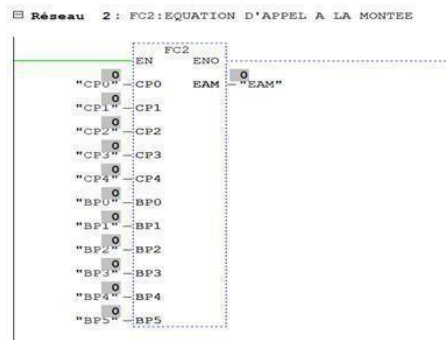 Réseau 2: FC2:EQUATION D'APPEL A LA MONTEE
FC2
EN ENO
0 0
"CP0" CP0 EAM "EAM"
0
"CP1" CP1
0
"CP2" CP2
0
"CP3" CP3
0
"CP4" CP4
0
"BP0" BP0
0
"BP1" BP1
0
"BP2" BP2
0
"BP3" BP3
0
"BP4" BP4
0
"BP5" BP5